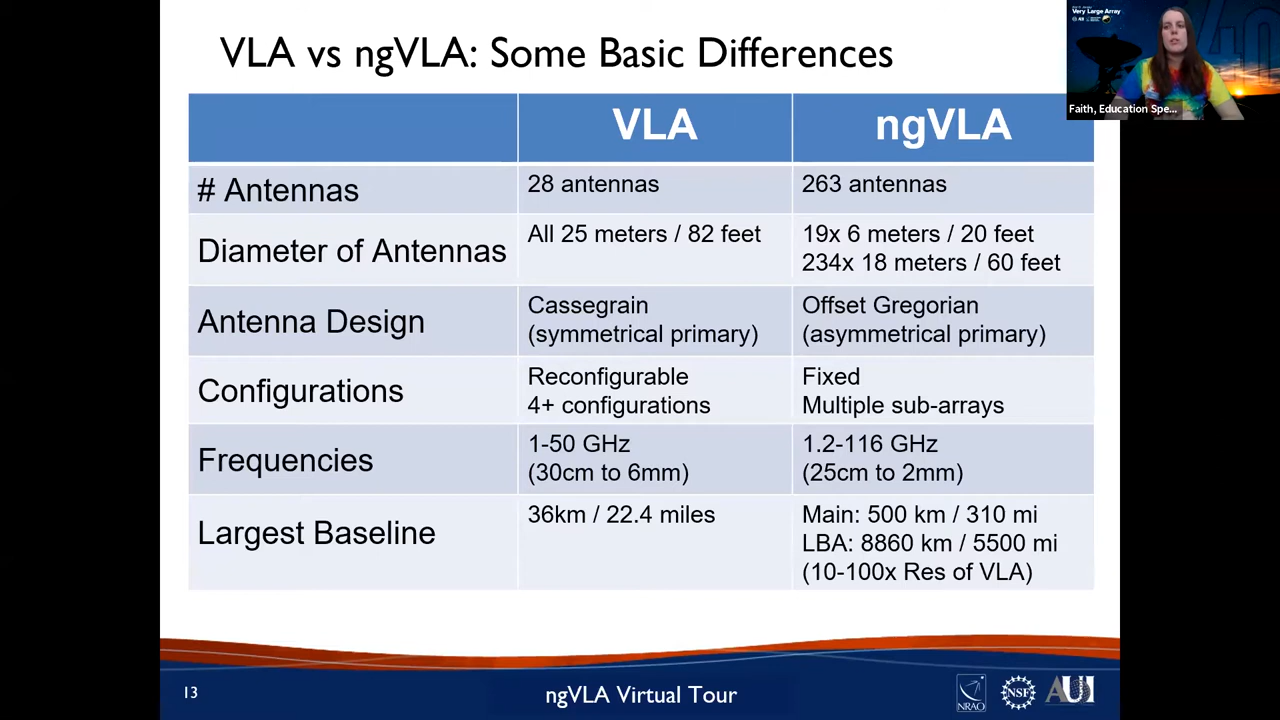 VLA vs ngVLA: Some Basic Differences
Very Large Array
40
Faith, Education Spe...
VLA
ngVLA
# Antennas
28 antennas
263 antennas
Diameter of Antennas
All 25 meters / 82 feet
19x 6 meters / 20 feet
234x 18 meters / 60 feet
Antenna Design
Cassegrain
(symmetrical primary)
Offset Gregorian
(asymmetrical primary)
Configurations
Reconfigurable
4+ configurations
Fixed
Multiple sub-arrays
Frequencies
1-50 GHz
(30cm to 6mm)
1.2-116 GHz
(25cm to 2mm)
Largest Baseline
36km / 22.4 miles
Main: 500 km / 310 mi
LBA: 8860 km / 5500 mi
(10-100x Res of VLA)
13
ngVLA Virtual Tour
NRAO
NSF
AUI